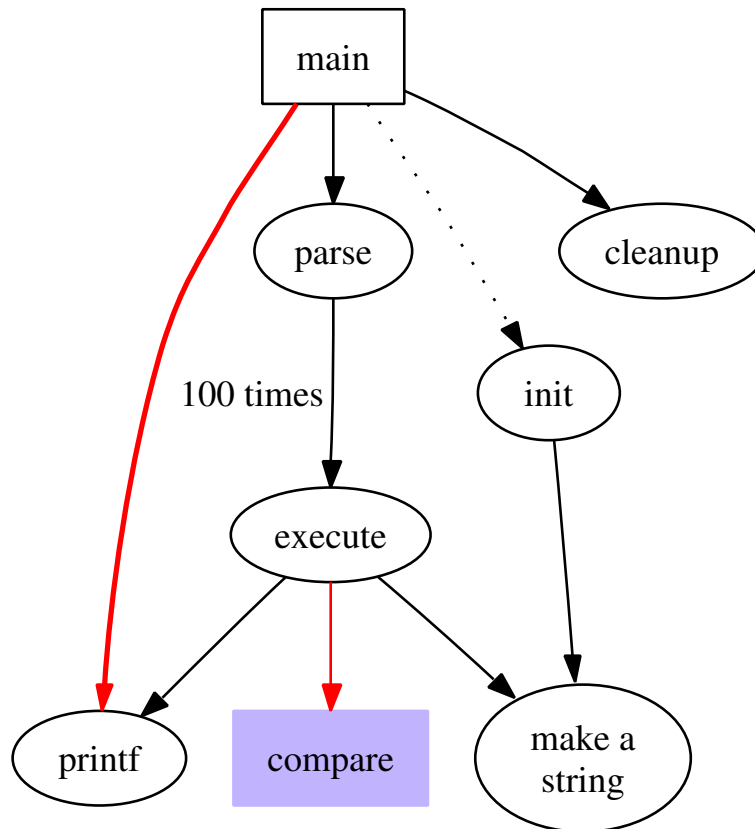 main
parse
cleanup
100 times
init
execute
printf
compare
make a
string